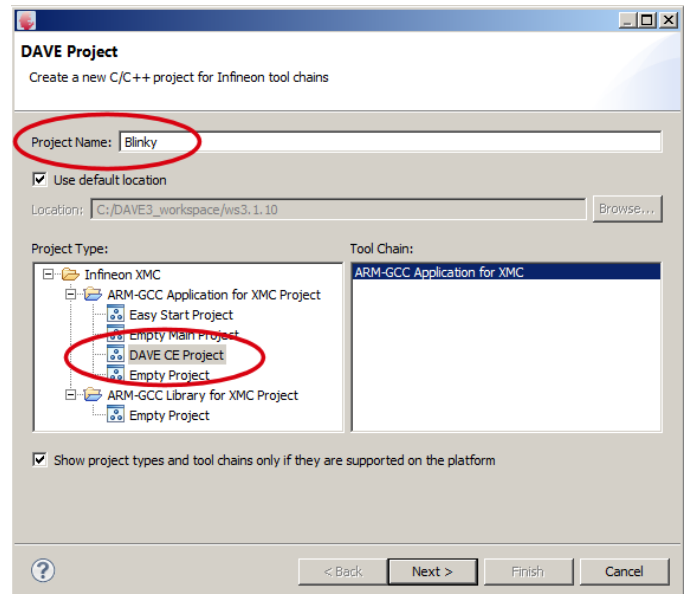 DAVE Project
Create a new C/C++ project for Infineon tool chains
Project Name: Blinky
Use default location
Location: C:/DAVE3_workspace/ws3.1.10 Browse...
Project Type: Tool Chain:
Infineon XMC ARM-GCC Application for XMC
ARM-GCC Application for XMC Project
Easy Start Project
Empty Main Project
DAVE CE Project
Empty Project
ARM-GCC Library for XMC Project
Empty Project
Show project types and tool chains only if they are supported on the platform
? < Back Next > Finish Cancel